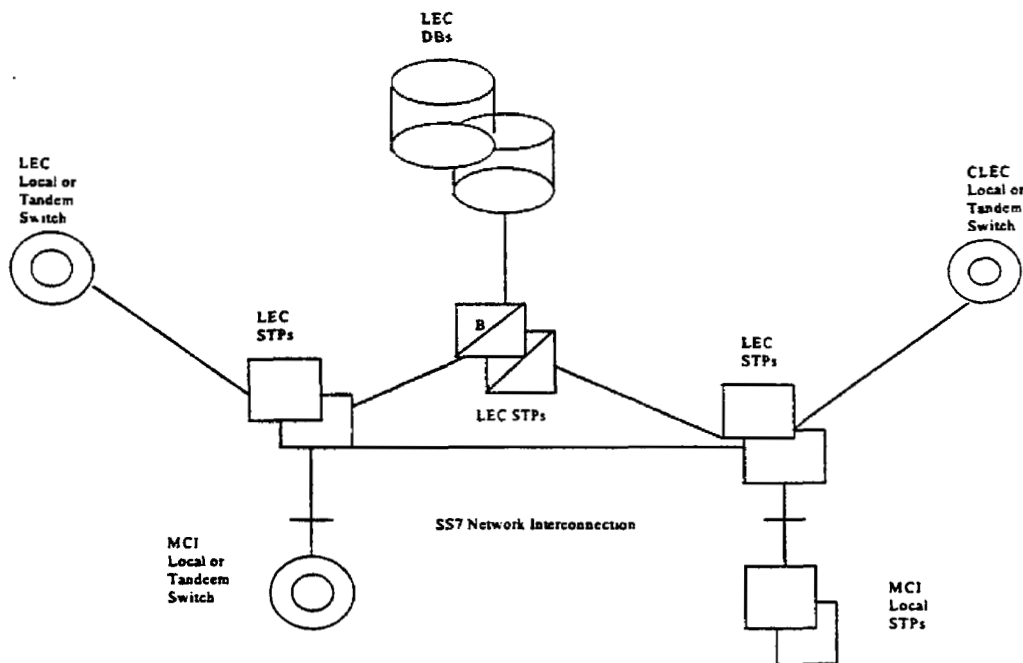 LEC
DBs
LEC
Local or
Tandem
Switch
CLEC
Local or
Tandem
Switch
LEC
STPs
B
LEC STPs
LEC
STPs
SS7 Network Interconnection
MCI
Local or
Tandeem
Switch
MCI
Local
STPs